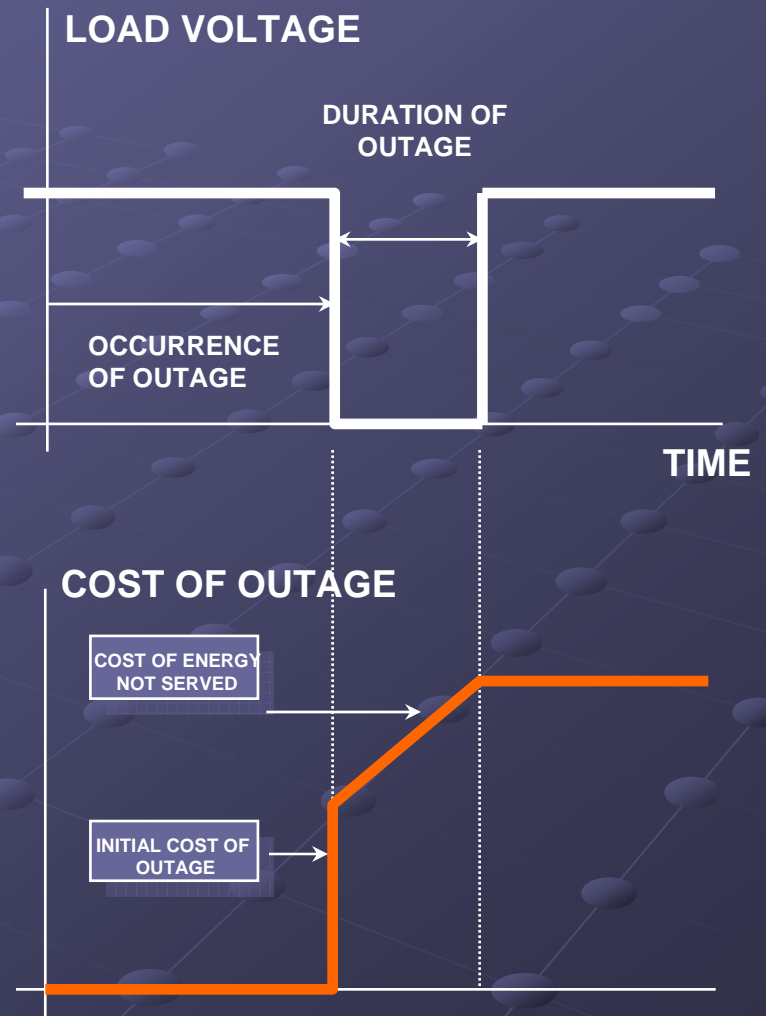 LOAD VOLTAGE
DURATION OF
OUTAGE
OCCURRENCE
OF OUTAGE
TIME
COST OF OUTAGE
COST OF ENERGY
NOT SERVED
INITIAL COST OF
OUTAGE